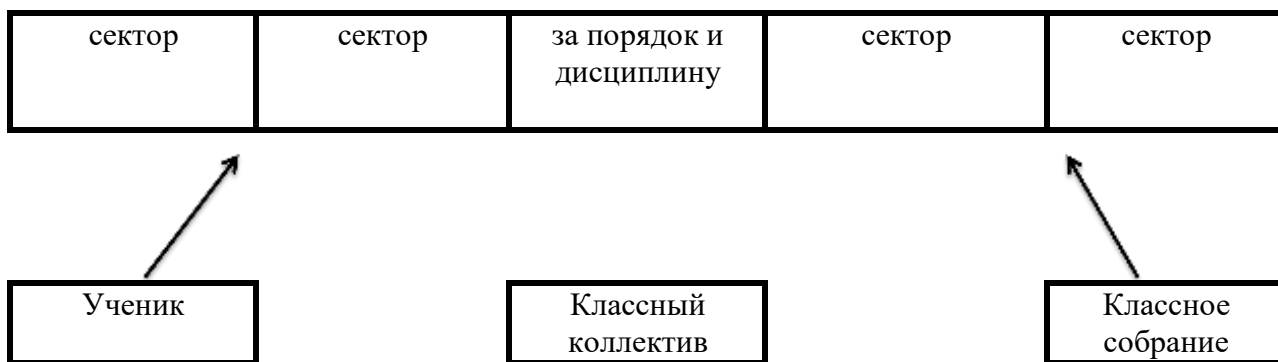 сектор
сектор
за порядок и
дисциплину
сектор
сектор
Ученик
Классный
коллектив
Классное
собрание